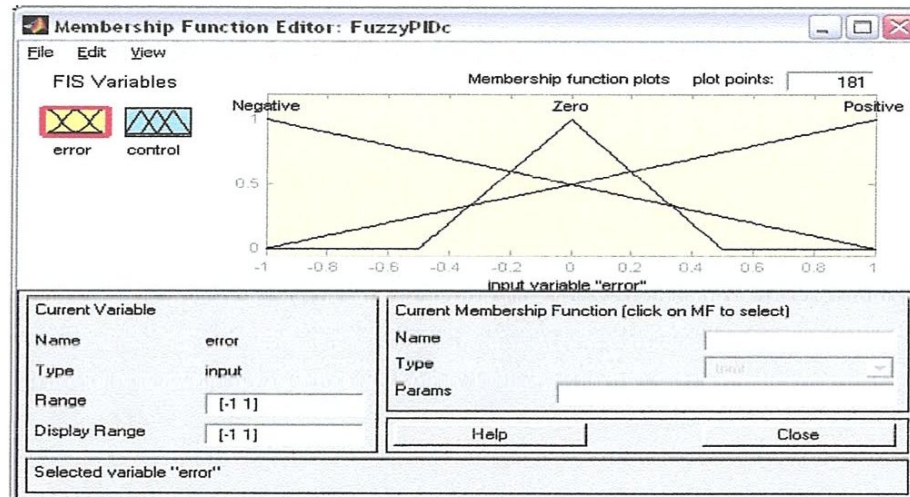 Membership Function Editor: FuzzyPIDc
File Edit View
FIS Variables
Membership function plots plot points: 181
Negative Zero Positive
error control
1
0.5
0
-1 -0.8 -0.6 -0.4 -0.2 0 0.2 0.4 0.6 0.8 1
input variable "error"
Current Variable
Name error
Type input
Range [-1 1]
Display Range [-1 1]
Current Membership Function (click on MF to select)
Name
Type
Params
Help Close
Selected variable "error"